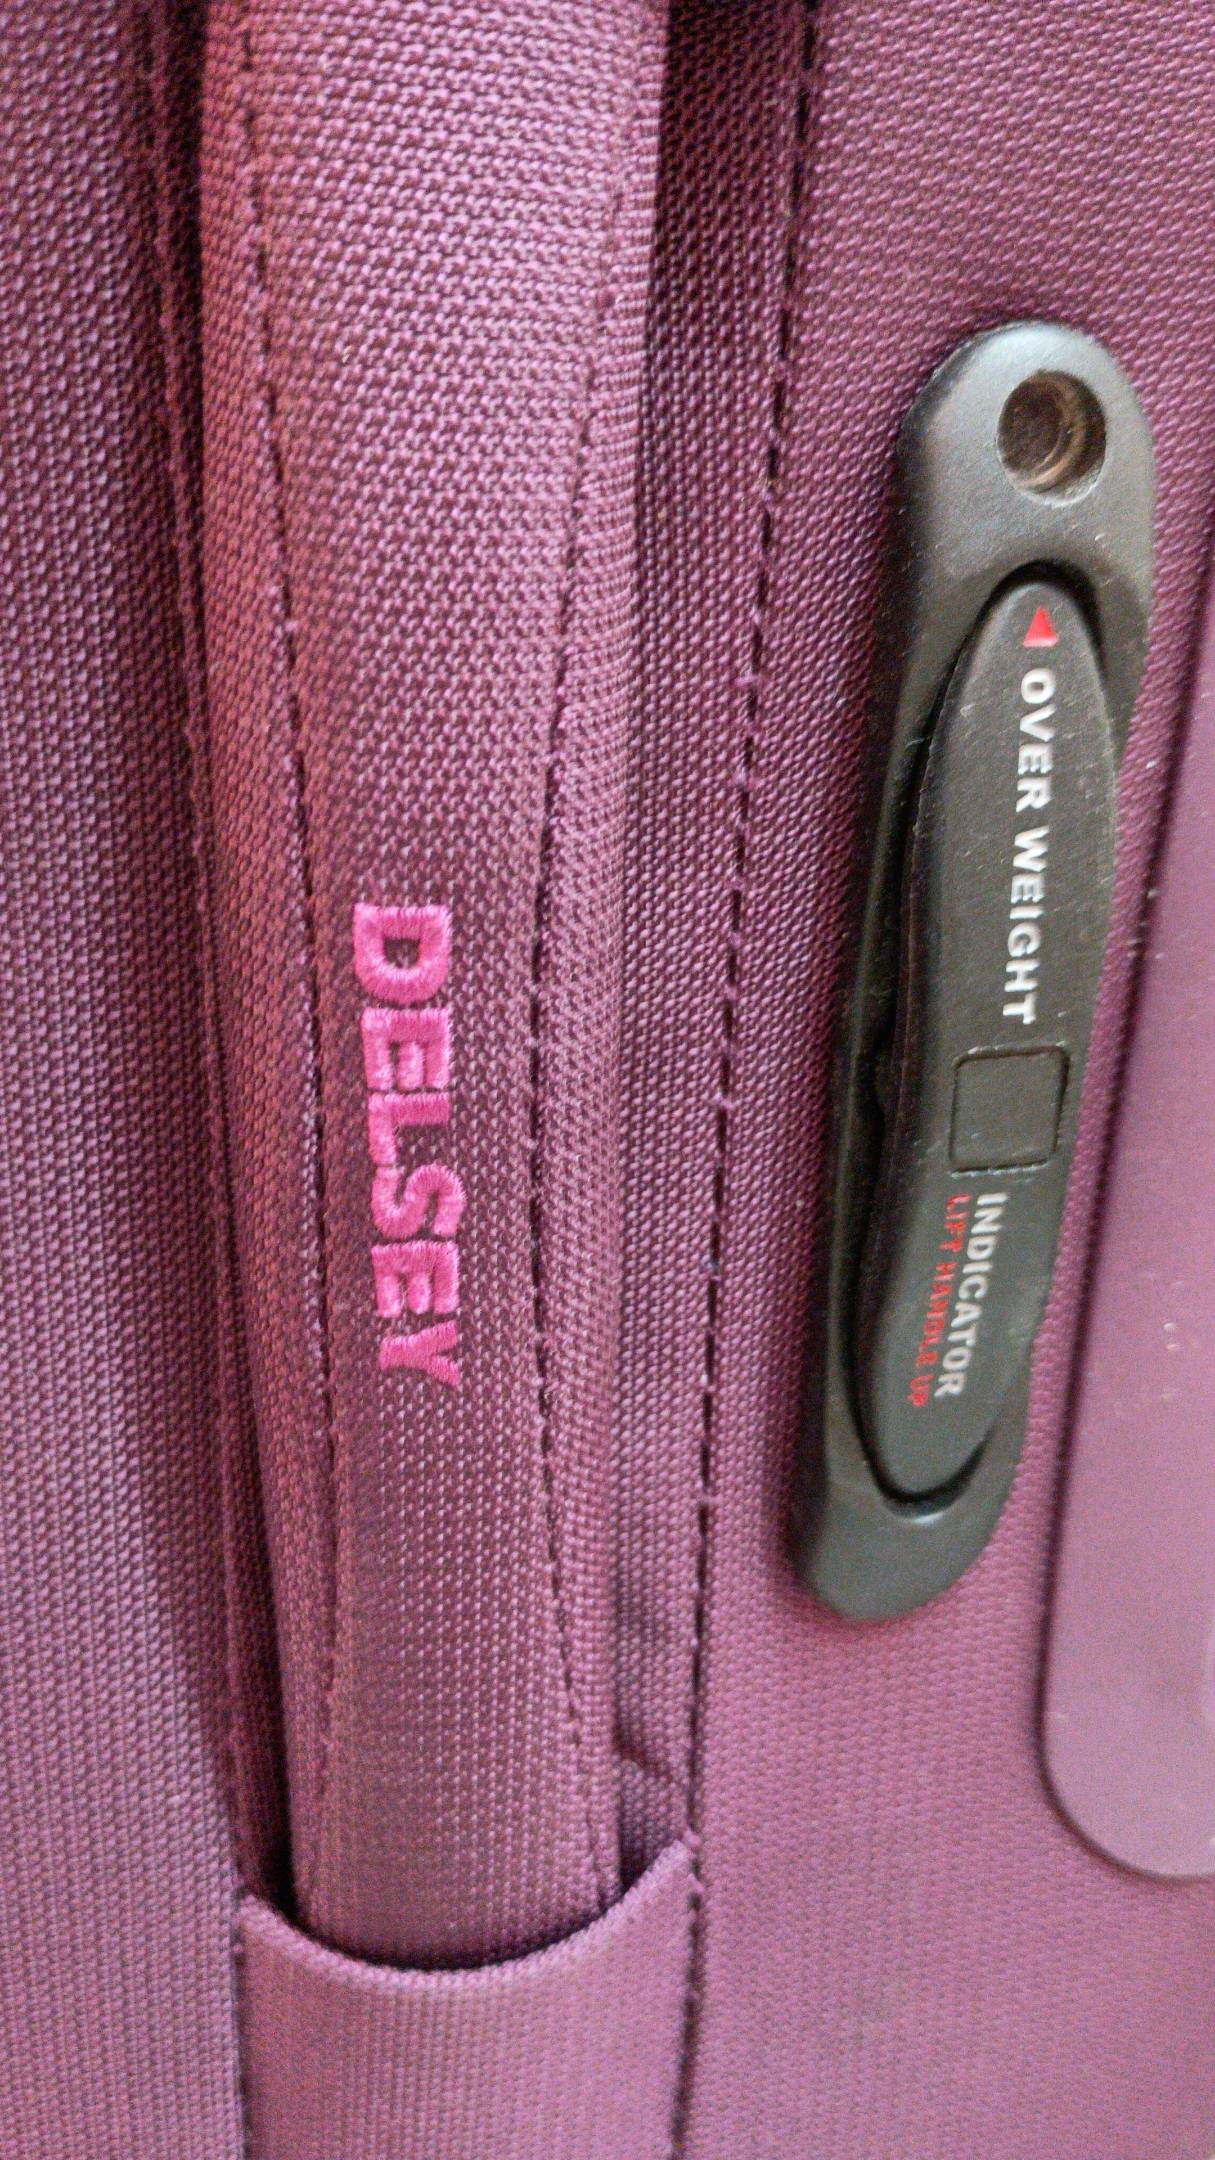 DELSEY
OVER WEIGHT
INDICATOR
LIFT HANDLE UP